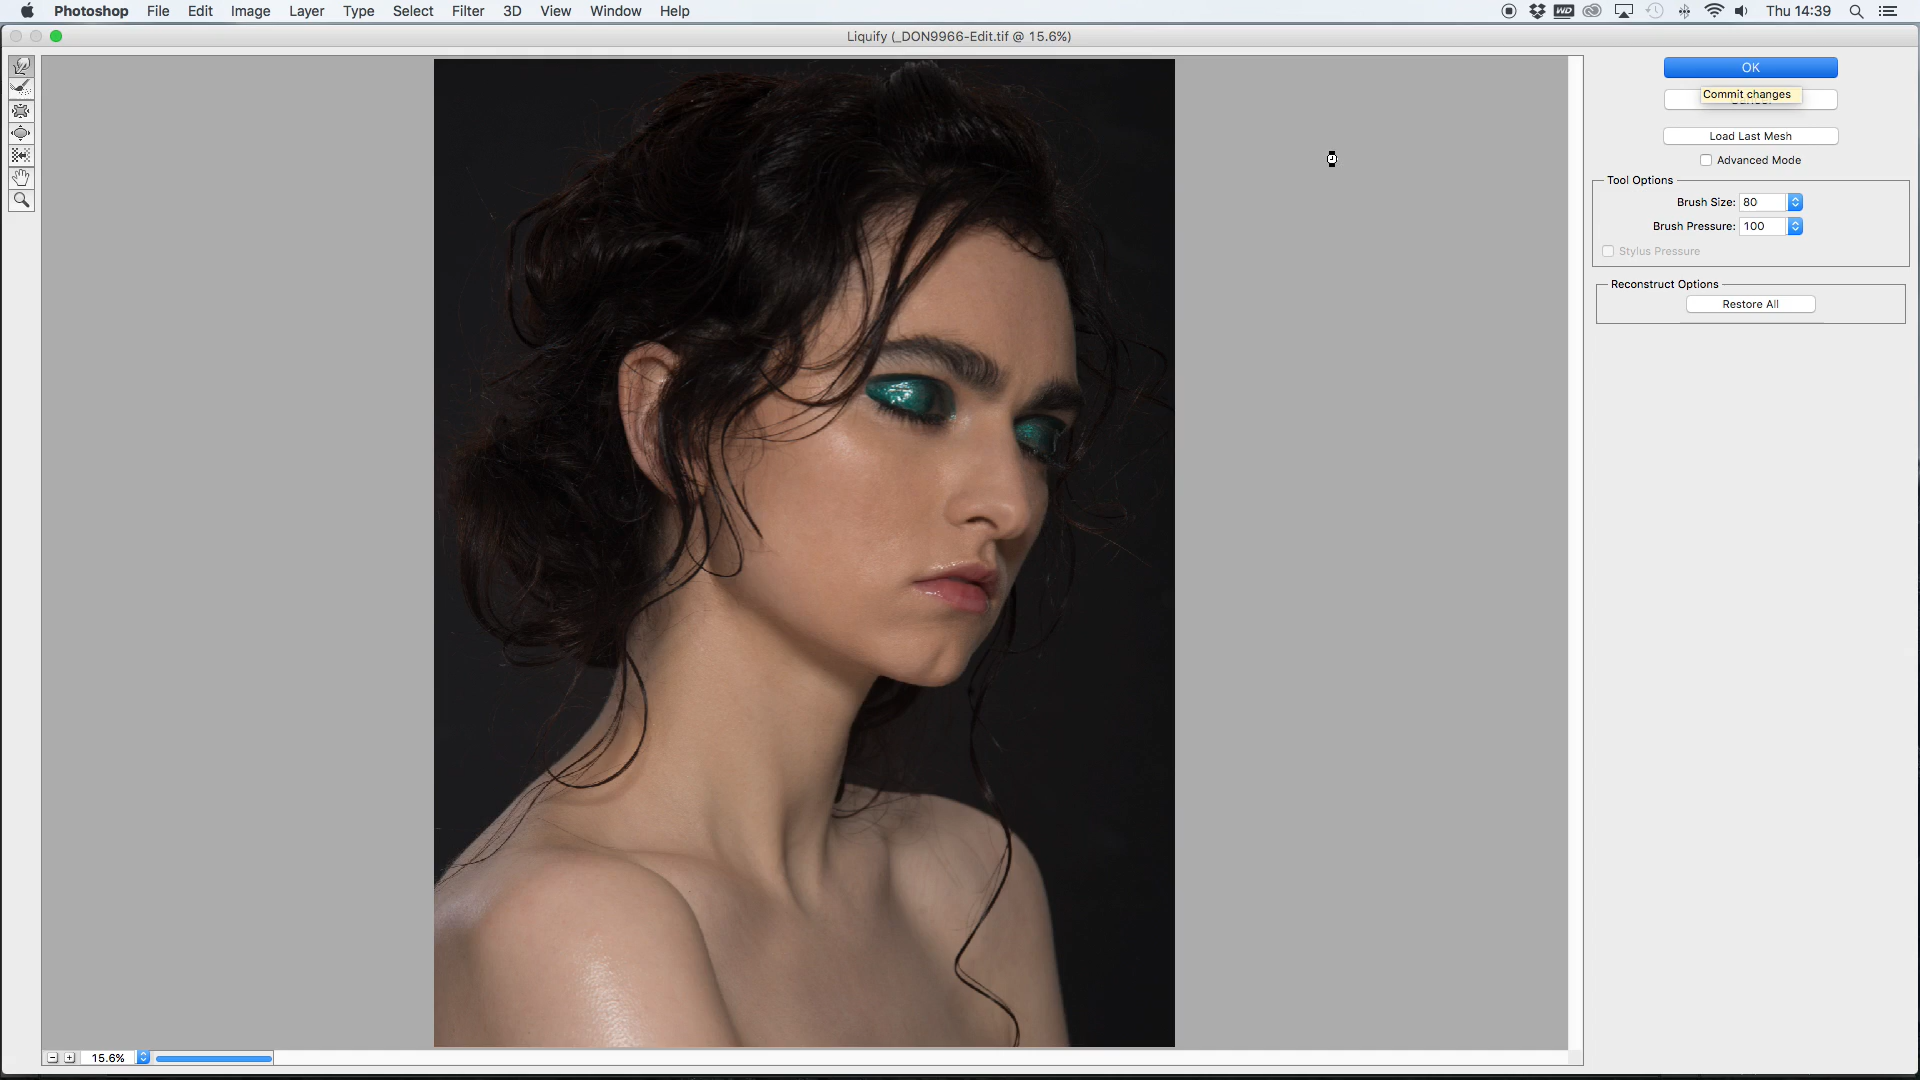 Photoshop File Edit Image Layer Type Select Filter 3D View Window Help WD Thu 14:39
Liquify (_DON9966-Edit.tif @ 15.6%)
OK
Commit changes
Load Last Mesh
Advanced Mode
Tool Options
Brush Size: 80
Brush Pressure: 100
Stylus Pressure
Reconstruct Options
Restore All
15.6%